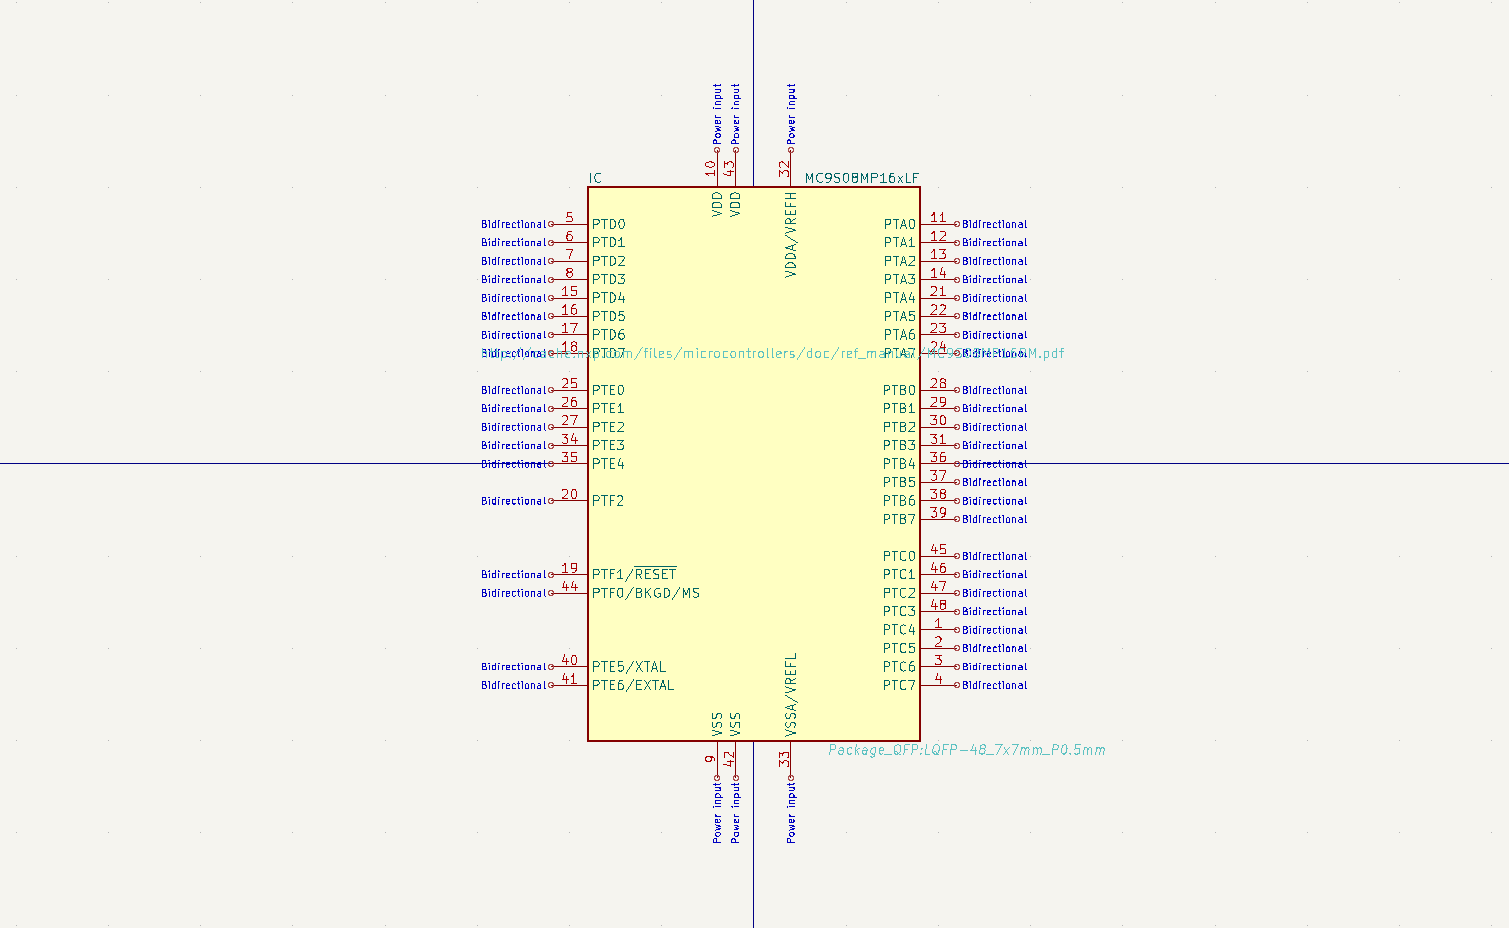 Power input Power input Power input
10 43 32
IC MC9S08MP16xLF
VDD VDD VDDA/VREFH
Bidirectional 5 PTD0 PTA0 11 Bidirectional
Bidirectional 6 PTD1 PTA1 12 Bidirectional
Bidirectional 7 PTD2 PTA2 13 Bidirectional
Bidirectional 8 PTD3 PTA3 14 Bidirectional
Bidirectional 15 PTD4 PTA4 21 Bidirectional
Bidirectional 16 PTD5 PTA5 22 Bidirectional
Bidirectional 17 PTD6 PTA6 23 Bidirectional
Bidirectional 18 PTD7 PTA7 24 Bidirectional
/files/microcontrollers/doc/ref_manual/
Bidirectional 25 PTE0 PTB0 28 Bidirectional
Bidirectional 26 PTE1 PTB1 29 Bidirectional
Bidirectional 27 PTE2 PTB2 30 Bidirectional
Bidirectional 34 PTE3 PTB3 31 Bidirectional
Bidirectional 35 PTE4 PTB4 36 Bidirectional
PTB5 37 Bidirectional
Bidirectional 20 PTF2 PTB6 38 Bidirectional
PTB7 39 Bidirectional
PTC0 45 Bidirectional
Bidirectional 19 PTF1/RESET PTC1 46 Bidirectional
Bidirectional 44 PTF0/BKGD/MS PTC2 47 Bidirectional
PTC3 48 Bidirectional
PTC4 1 Bidirectional
PTC5 2 Bidirectional
Bidirectional 40 PTE5/XTAL PTC6 3 Bidirectional
Bidirectional 41 PTE6/EXTAL PTC7 4 Bidirectional
VSS VSS VSSA/VREFL
Package_QFP:LQFP-48_7x7mm_P0.5mm
9 42 33
Power input Power input Power input